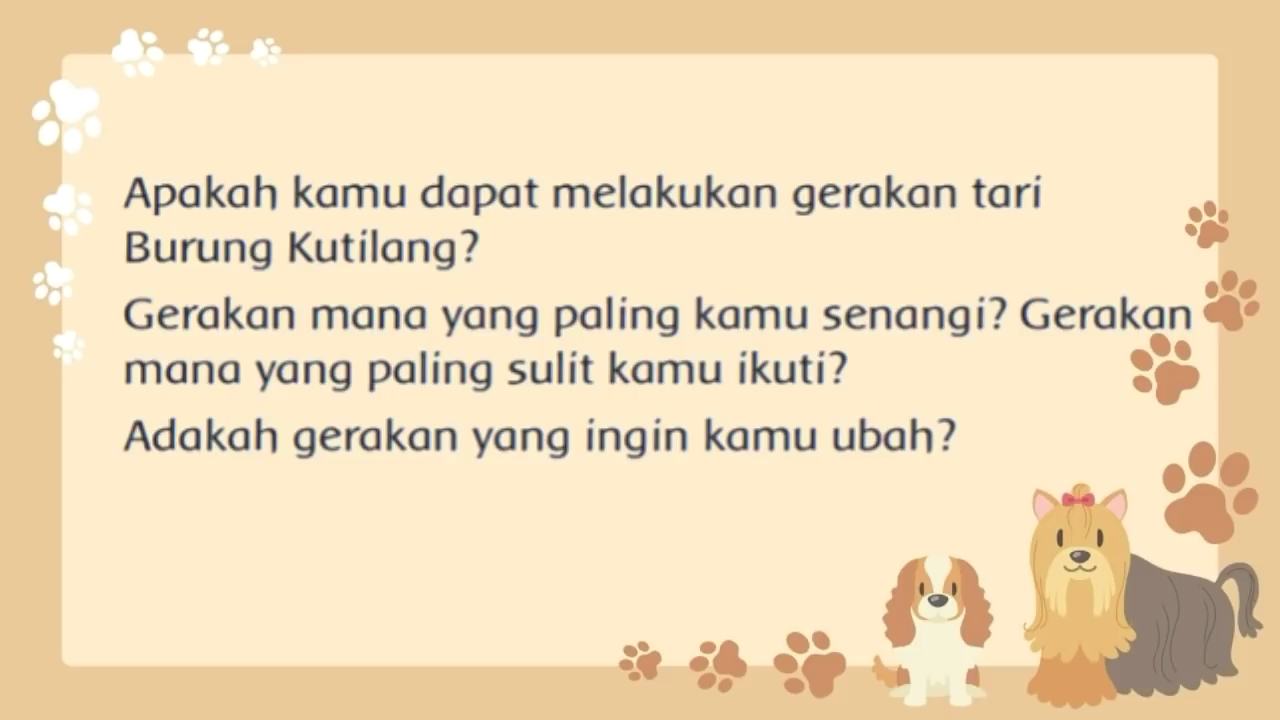 Apakah kamu dapat melakukan gerakan tari
Burung Kutilang?
Gerakan mana yang paling kamu senangi? Gerakan
mana yang paling sulit kamu ikuti?
Adakah gerakan yang ingin kamu ubah?